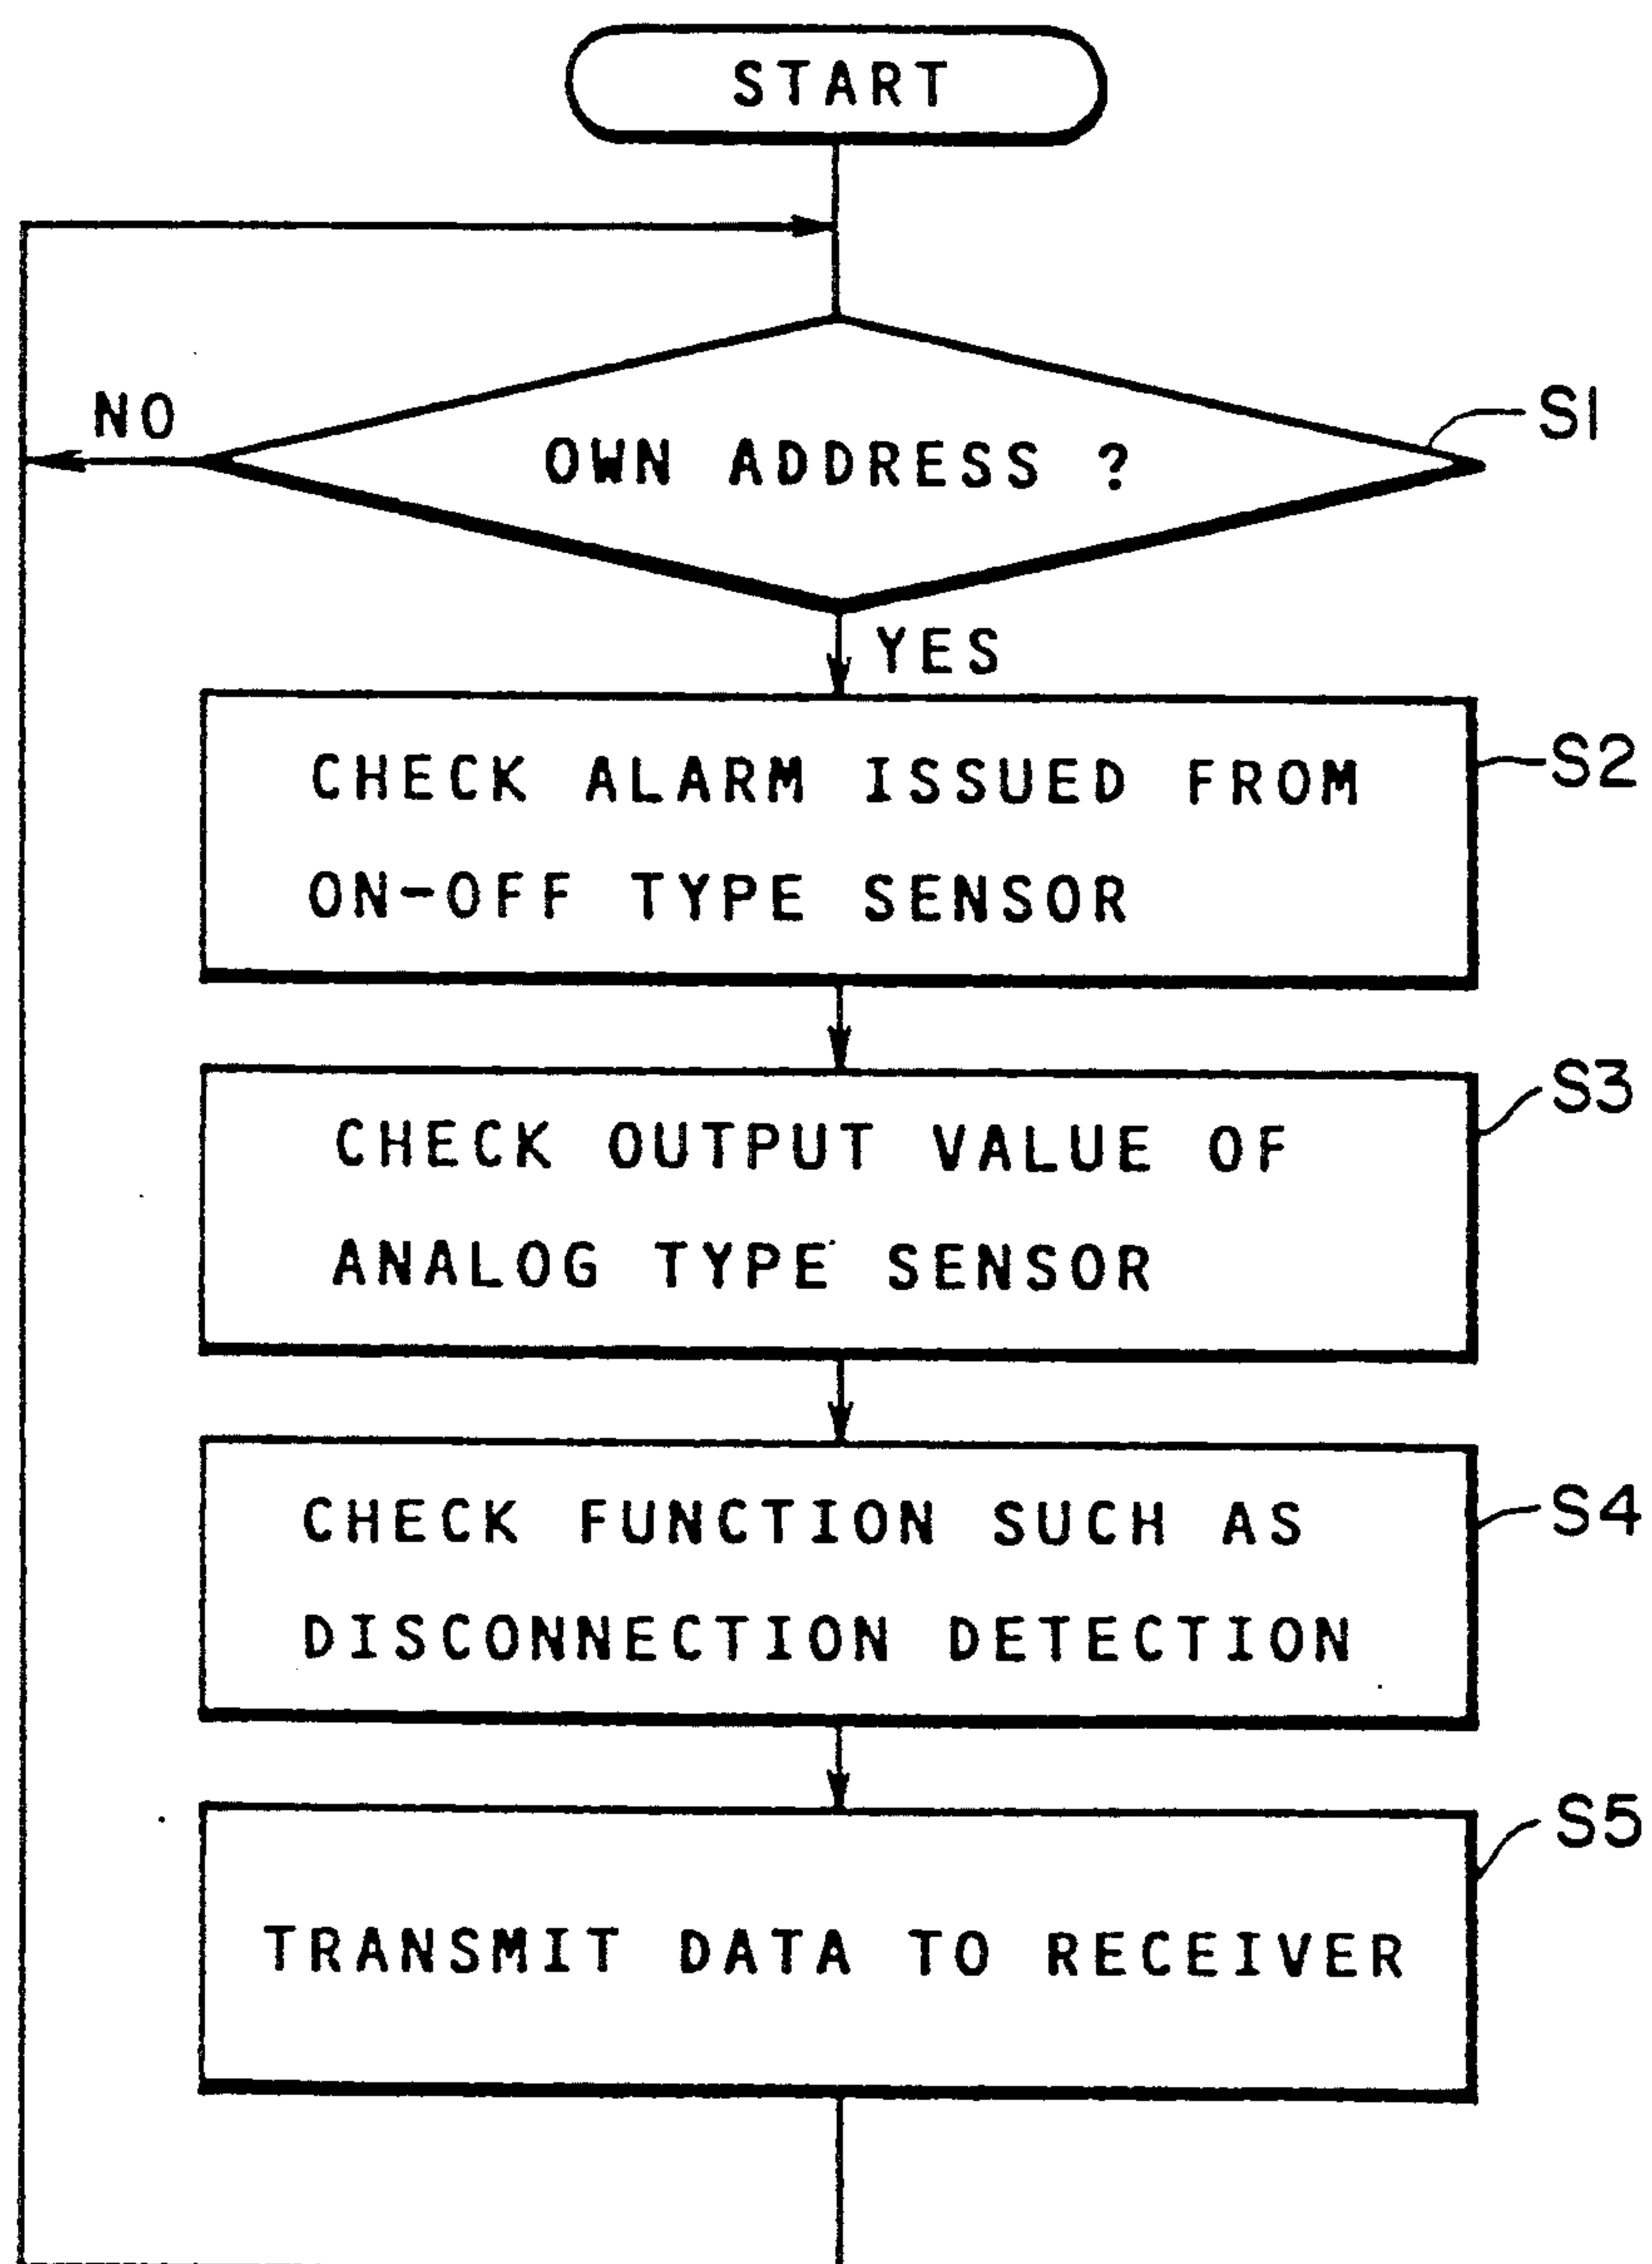 START
NO
OWN ADDRESS ?
S1
YES
CHECK ALARM ISSUED FROM
ON-OFF TYPE SENSOR
S2
CHECK OUTPUT VALUE OF
ANALOG TYPE SENSOR
S3
CHECK FUNCTION SUCH AS
DISCONNECTION DETECTION
S4
TRANSMIT DATA TO RECEIVER
S5